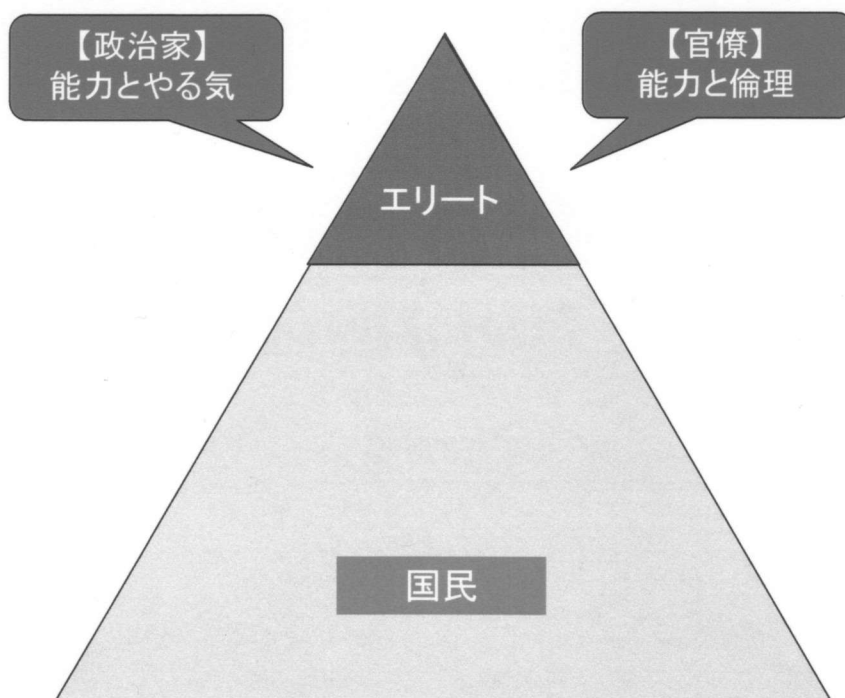 【政治家】
能力とやる気
【官僚】
能力と倫理
エリート
国民